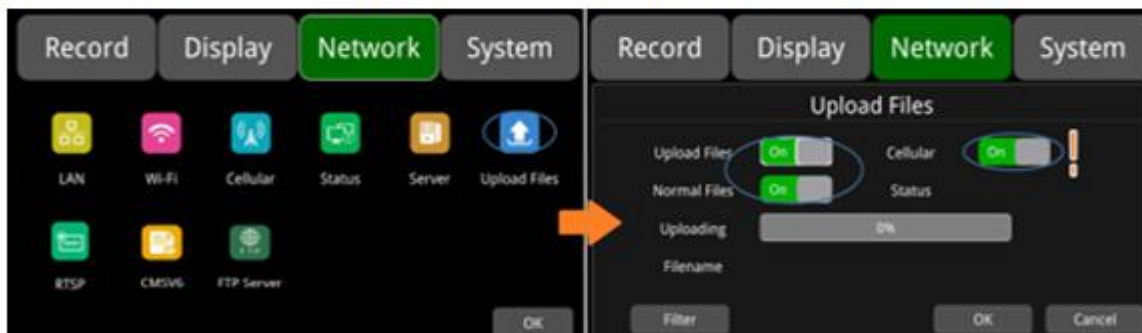 Record Display Network System
LAN Wi-Fi Cellular Status Server Upload Files
RTSP CMSV6 FTP Server
OK
Record Display Network System
Upload Files
Upload Files On Cellular On !
Normal Files On Status
Uploading 0%
Filename
Filter OK Cancel